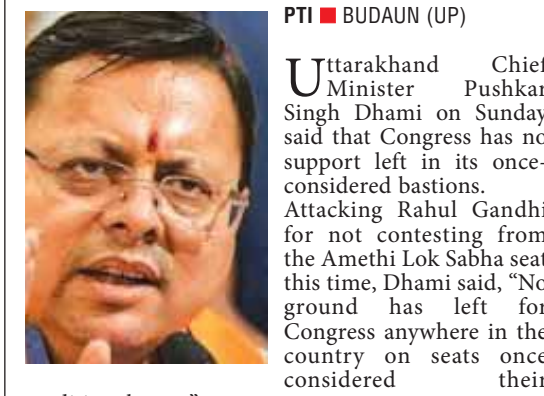 PTI ■ BUDAUN (UP)
Uttarakhand Chief
Minister Pushkar
Singh Dhami on Sunday
said that Congress has no
support left in its once-
considered bastions.
Attacking Rahul Gandhi
for not contesting from
the Amethi Lok Sabha seat
this time, Dhami said, “No
ground has left for
Congress anywhere in the
country on seats once
considered their